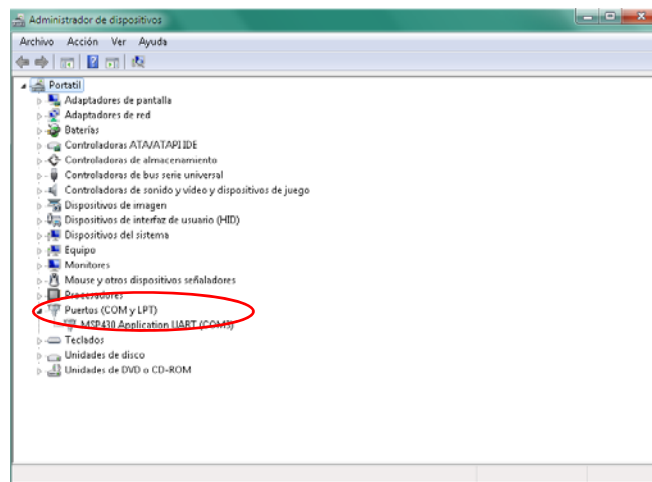 Administrador de dispositivos
Archivo Acción Ver Ayuda
Portatil
Adaptadores de pantalla
Adaptadores de red
Baterías
Controladoras ATA/ATAPI IDE
Controladoras de almacenamiento
Controladoras de bus serie universal
Controladoras de sonido y vídeo y dispositivos de juego
Dispositivos de imagen
Dispositivos de interfaz de usuario (HID)
Dispositivos del sistema
Equipo
Monitores
Mouse y otros dispositivos señaladores
Procesadores
Puertos (COM y LPT)
MSP430 Application UART (COM3)
Teclados
Unidades de disco
Unidades de DVD o CD-ROM